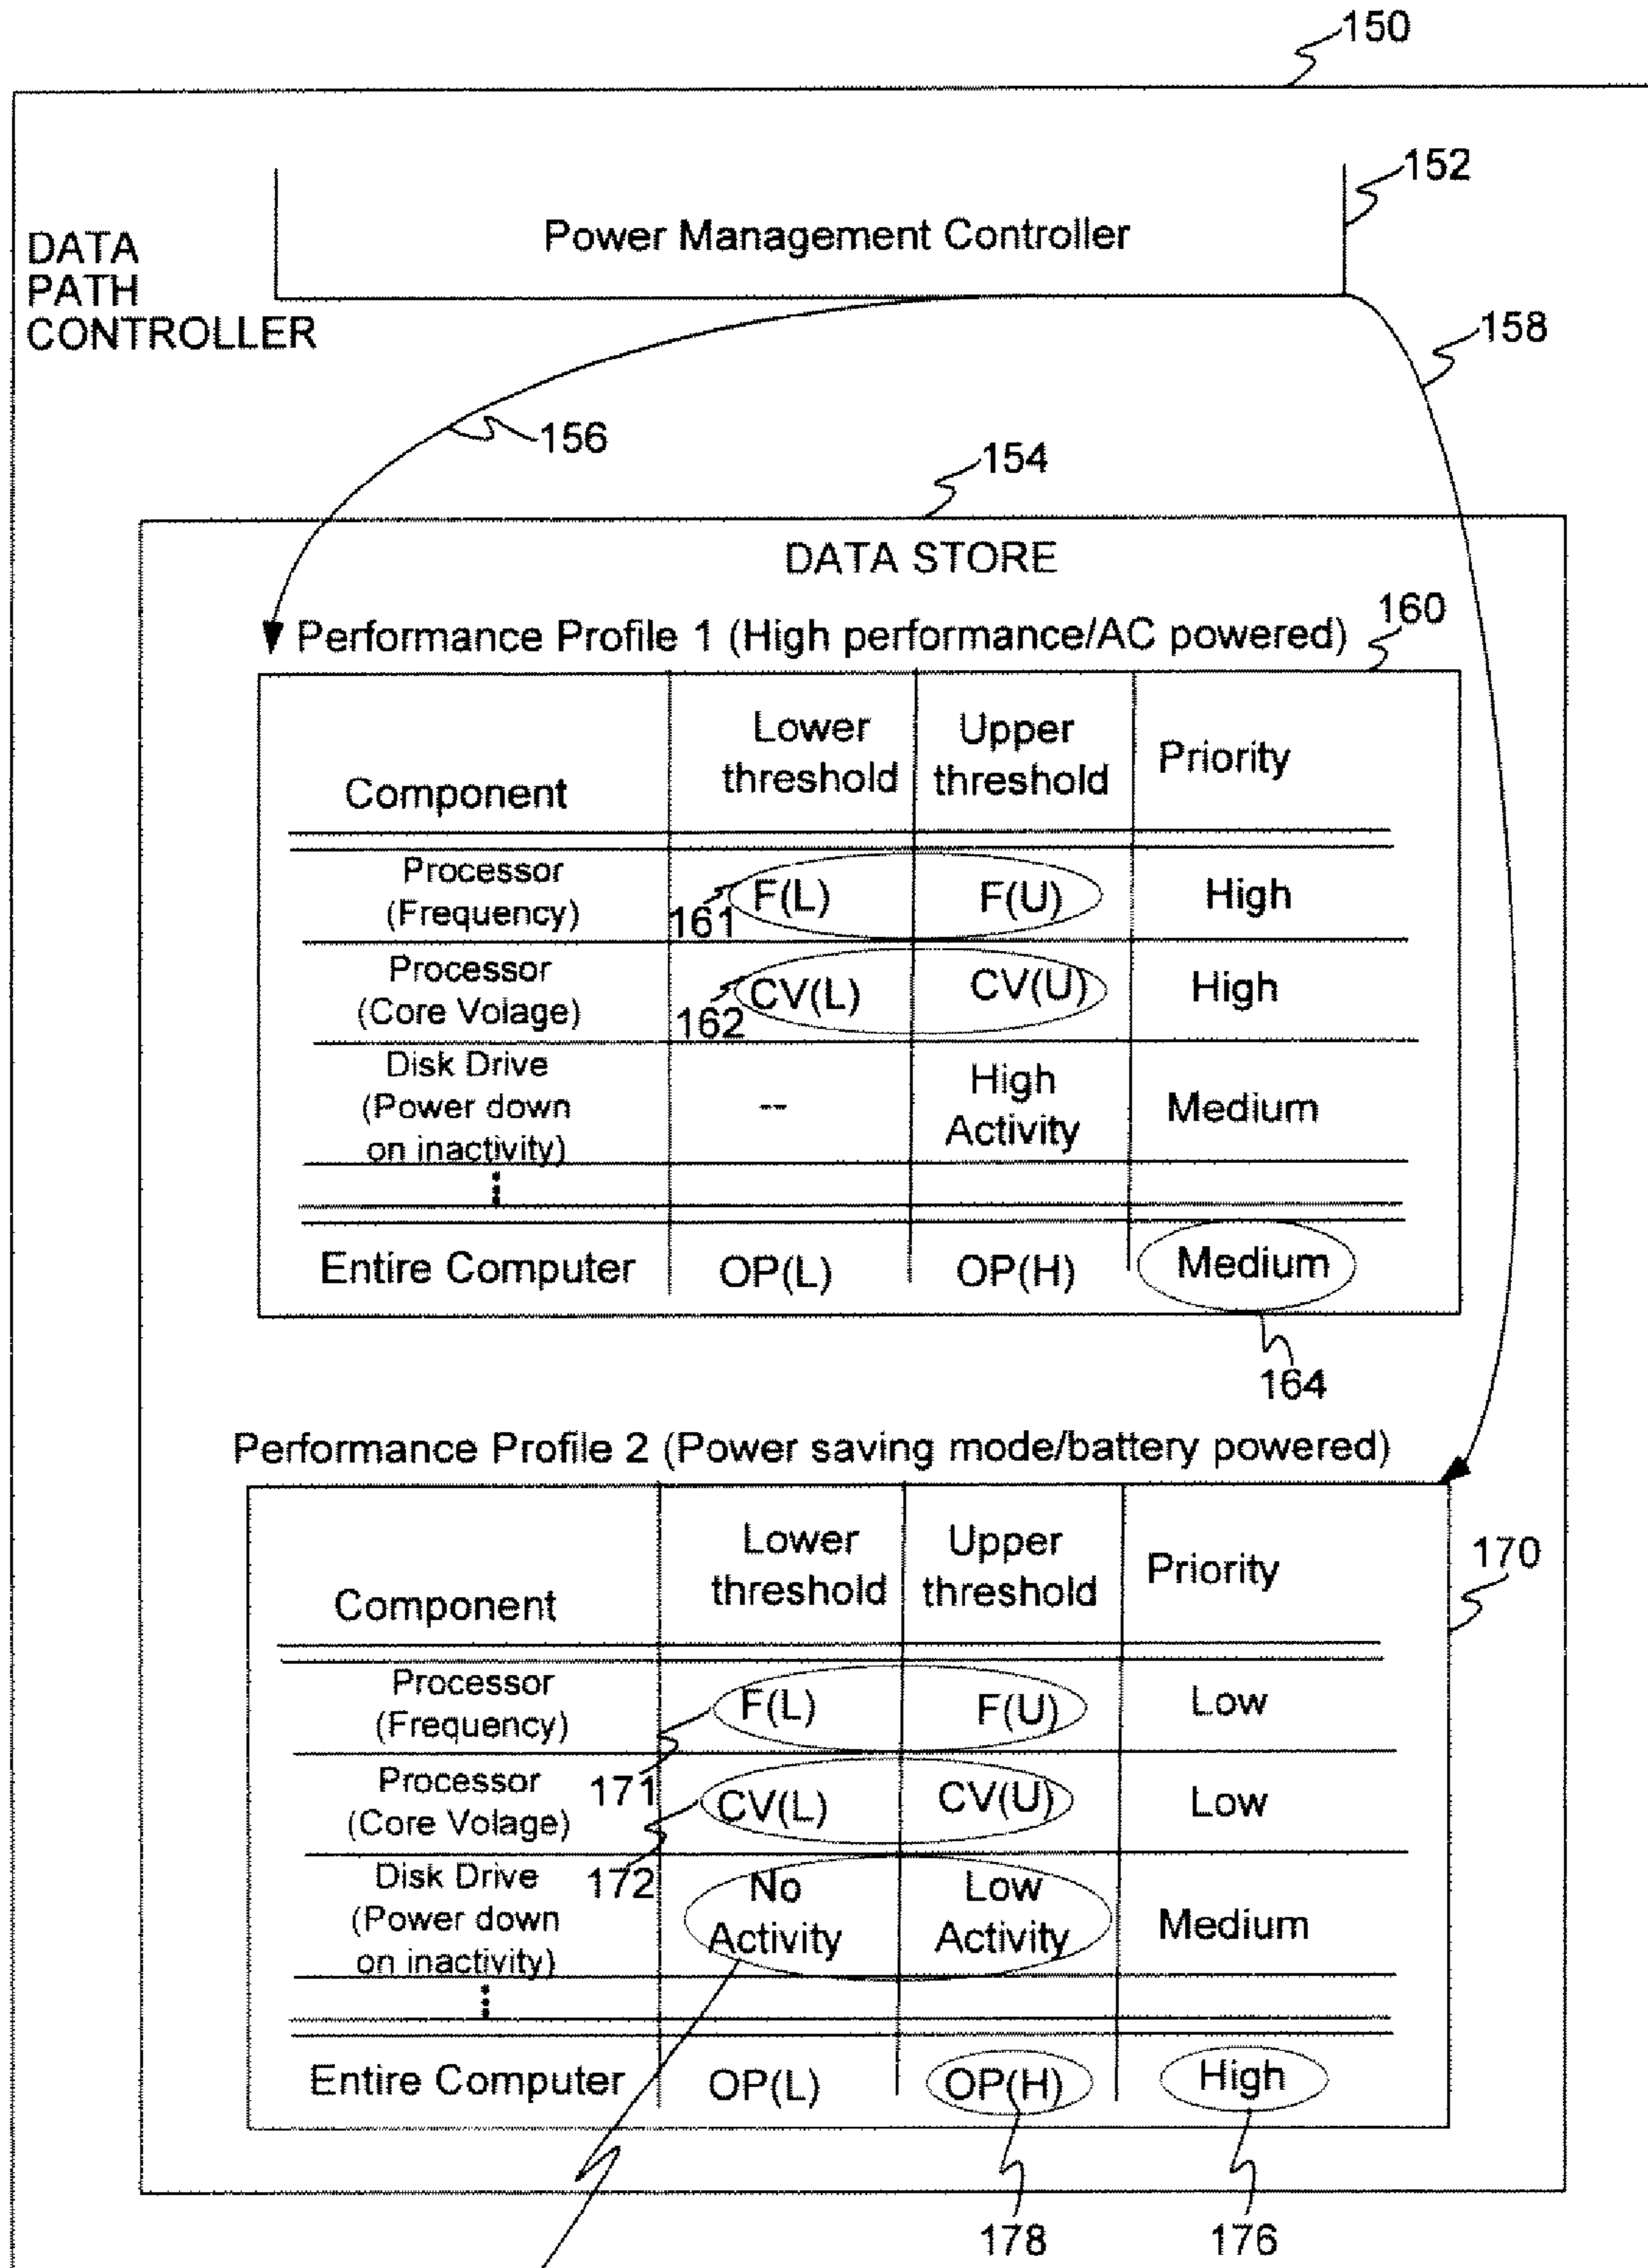 150
152
Power Management Controller
DATA
PATH
CONTROLLER
158
156
154
DATA STORE
160
Performance Profile 1 (High performance/AC powered)
Component
Lower
threshold
Upper
threshold
Priority
Processor
(Frequency)
161
F(L)
F(U)
High
Processor
(Core Volage)
162
CV(L)
CV(U)
High
Disk Drive
(Power down
on inactivity)
--
High
Activity
Medium
Entire Computer
OP(L)
OP(H)
Medium
164
Performance Profile 2 (Power saving mode/battery powered)
170
Component
Lower
threshold
Upper
threshold
Priority
Processor
(Frequency)
171
F(L)
F(U)
Low
Processor
(Core Volage)
172
CV(L)
CV(U)
Low
Disk Drive
(Power down
on inactivity)
No
Activity
Low
Activity
Medium
Entire Computer
OP(L)
OP(H)
High
178
176